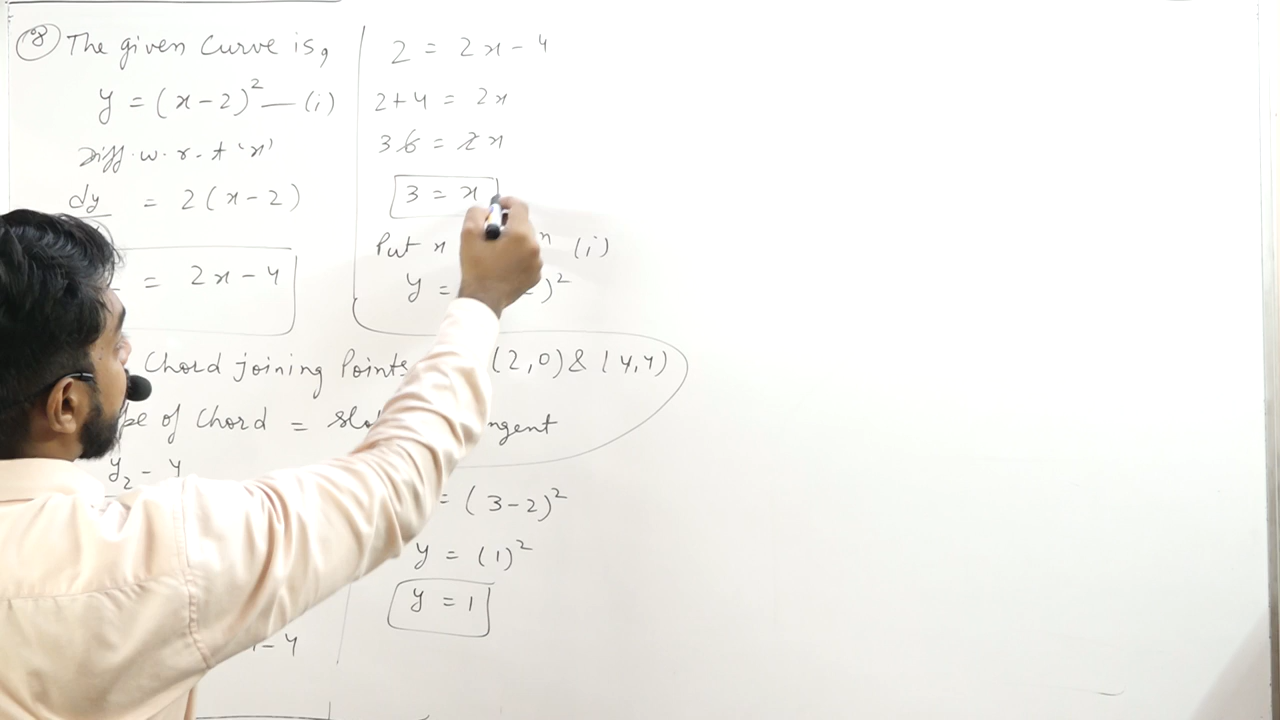 8 The given Curve is,
y = (x-2)² — (i)
Diff. w. r. t 'x'
dy = 2(x-2)
= 2x-4
Chord joining Points (2,0) & (4,4)
of Chord =
y₂ - y
-4
2 = 2x-4
2+4 = 2x
3 6 = 2x
3 = x
Put x (i)
y = )²
= (3-2)²
y = (1)²
y = 1